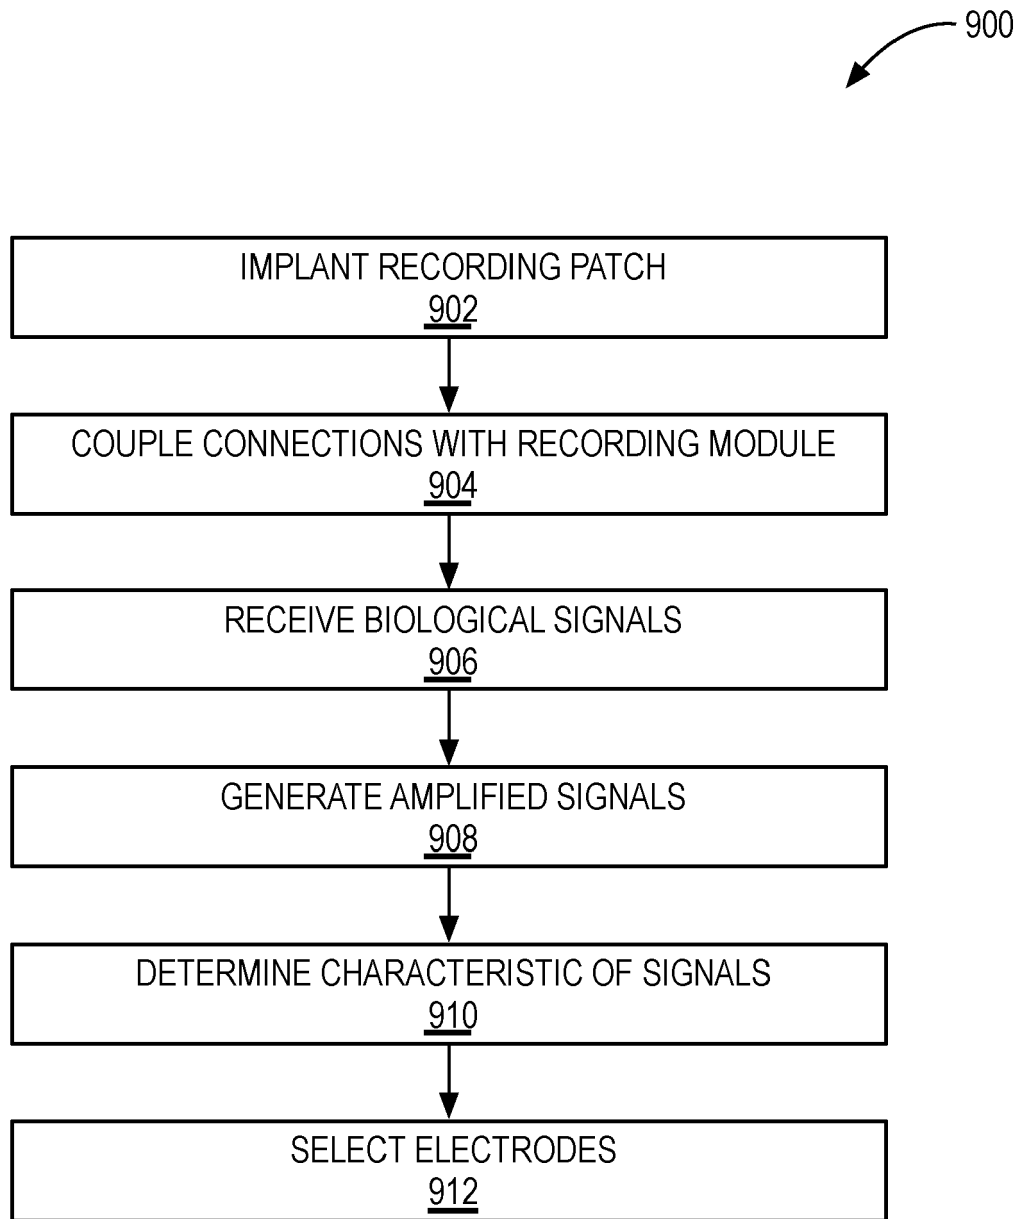 900
IMPLANT RECORDING PATCH
902
COUPLE CONNECTIONS WITH RECORDING MODULE
904
RECEIVE BIOLOGICAL SIGNALS
906
GENERATE AMPLIFIED SIGNALS
908
DETERMINE CHARACTERISTIC OF SIGNALS
910
SELECT ELECTRODES
912